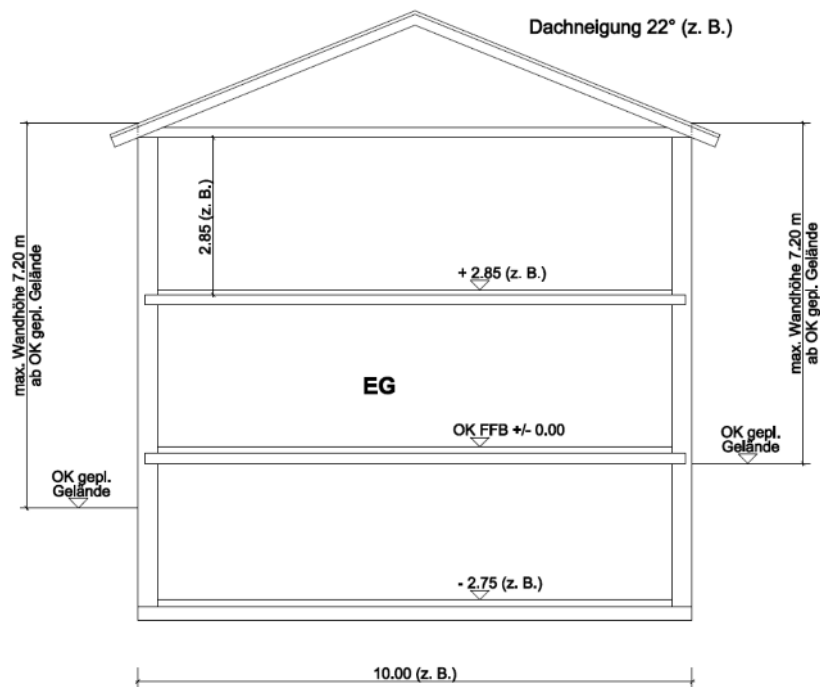 Dachneigung 22° (z. B.)
max. Wandhöhe 7.20 m
ab OK gepl. Gelände
2.85 (z. B.)
+ 2.85 (z. B.)
max. Wandhöhe 7.20 m
ab OK gepl. Gelände
EG
OK FFB +/- 0.00
OK gepl.
Gelände
OK gepl.
Gelände
- 2.75 (z. B.)
10.00 (z. B.)